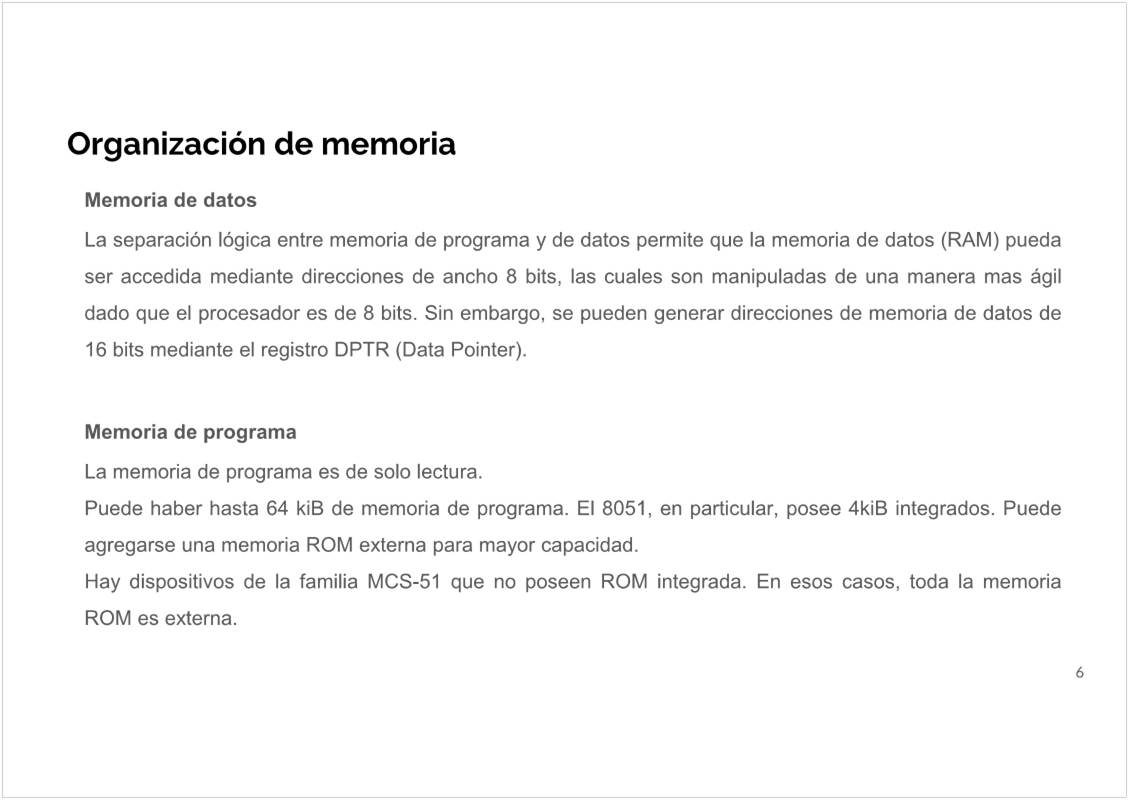 Organización de memoria
Memoria de datos
La separación lógica entre memoria de programa y de datos permite que la memoria de datos (RAM) pueda
ser accedida mediante direcciones de ancho 8 bits, las cuales son manipuladas de una manera mas ágil
dado que el procesador es de 8 bits. Sin embargo, se pueden generar direcciones de memoria de datos de
16 bits mediante el registro DPTR (Data Pointer).
Memoria de programa
La memoria de programa es de solo lectura.
Puede haber hasta 64 kiB de memoria de programa. El 8051, en particular, posee 4kiB integrados. Puede
agregarse una memoria ROM externa para mayor capacidad.
Hay dispositivos de la familia MCS-51 que no poseen ROM integrada. En esos casos, toda la memoria
ROM es externa.
6